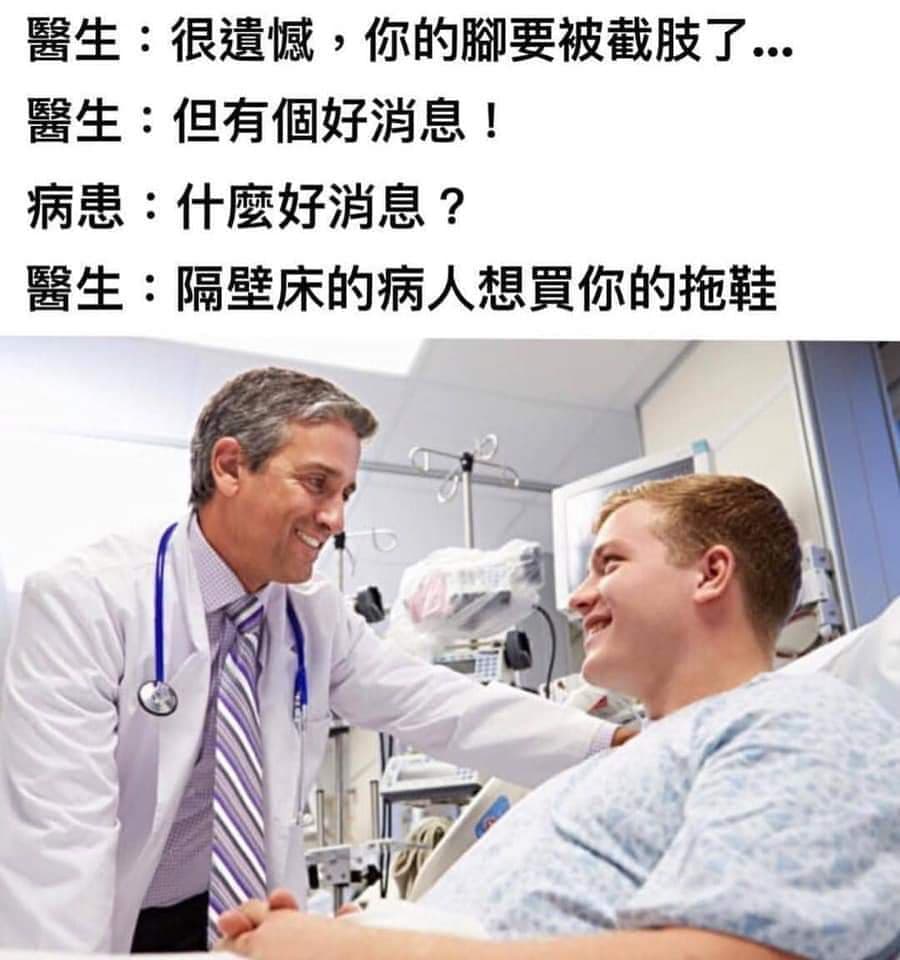 醫生：很遺憾，你的腳要被截肢了...
醫生：但有個好消息！
病患：什麼好消息？
醫生：隔壁床的病人想買你的拖鞋